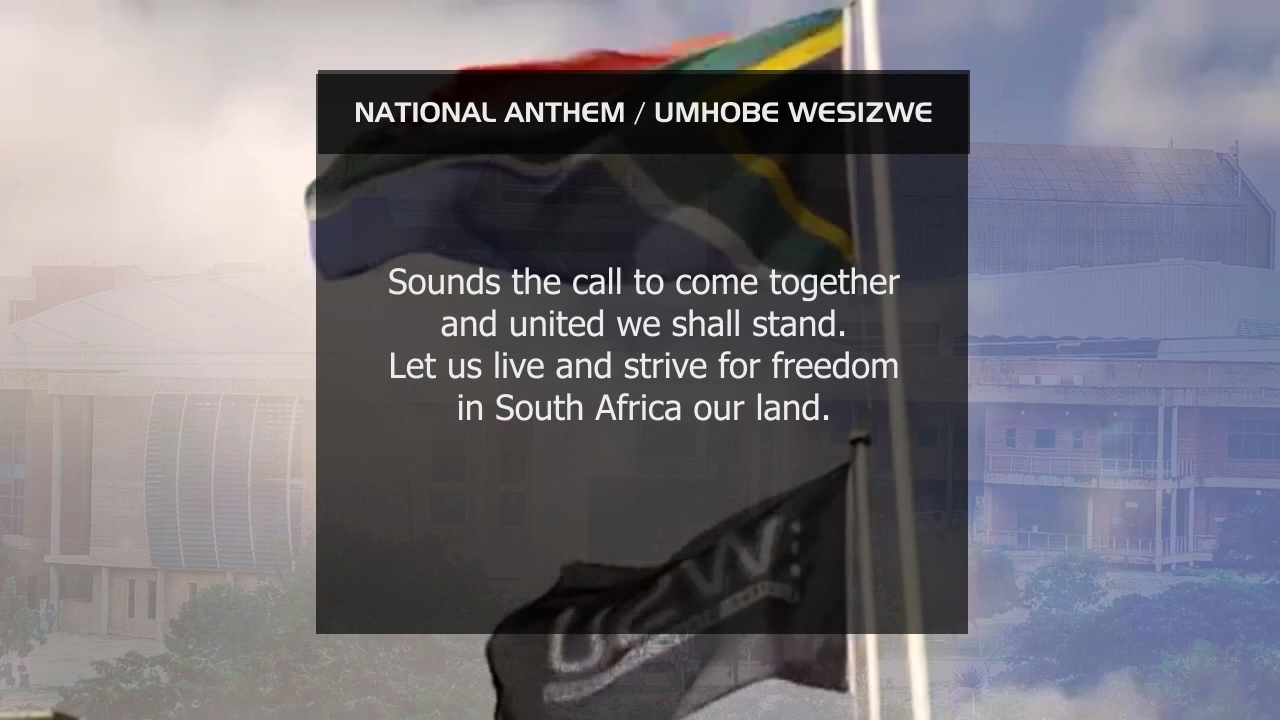 NATIONAL ANTHEM / UMHOBE WESIZWE
Sounds the call to come together
and united we shall stand.
Let us live and strive for freedom
in South Africa our land.